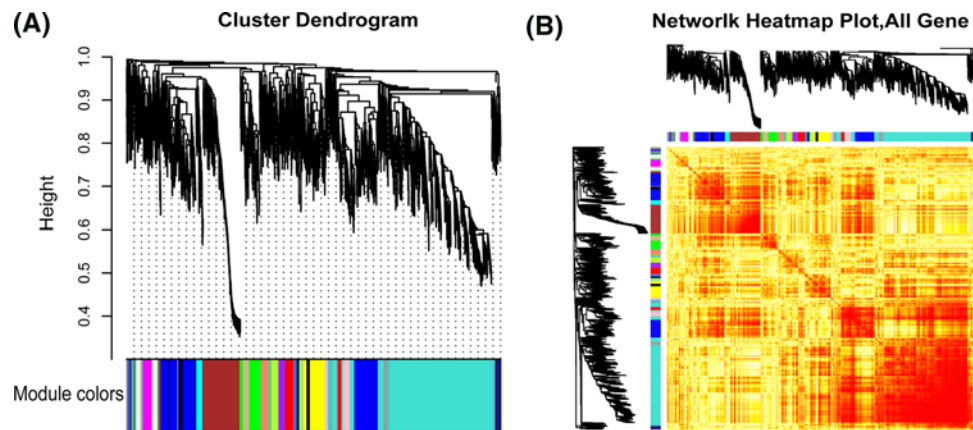 (A)
Cluster Dendrogram
Height
1.0
0.9
0.8
0.7
0.6
0.5
0.4
Module colors
(B)
Networlk Heatmap Plot,All Gene